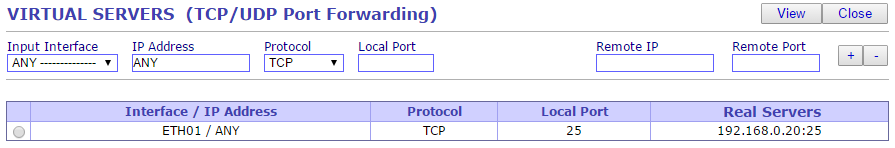 VIRTUAL SERVERS (TCP/UDP Port Forwarding) View Close
Input Interface IP Address Protocol Local Port Remote IP Remote Port
ANY -------------- ANY TCP + -
Interface / IP Address Protocol Local Port Real Servers
ETH01 / ANY TCP 25 192.168.0.20:25